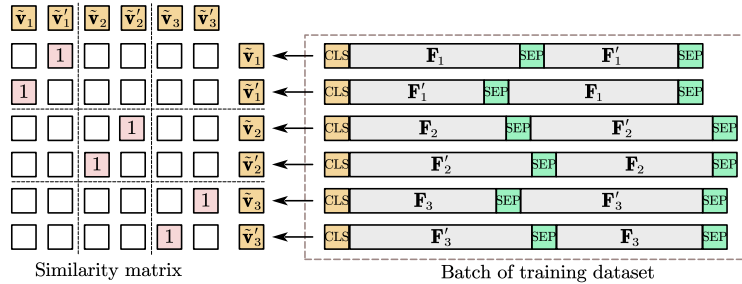 ṽ₁ ṽ′₁ ṽ₂ ṽ′₂ ṽ₃ ṽ′₃
1 ṽ₁ CLS 𝐅₁ SEP 𝐅′₁ SEP
1 ṽ′₁ CLS 𝐅′₁ SEP 𝐅₁ SEP
1 ṽ₂ CLS 𝐅₂ SEP 𝐅′₂ SEP
1 ṽ′₂ CLS 𝐅′₂ SEP 𝐅₂ SEP
1 ṽ₃ CLS 𝐅₃ SEP 𝐅′₃ SEP
1 ṽ′₃ CLS 𝐅′₃ SEP 𝐅₃ SEP
Similarity matrix
Batch of training dataset